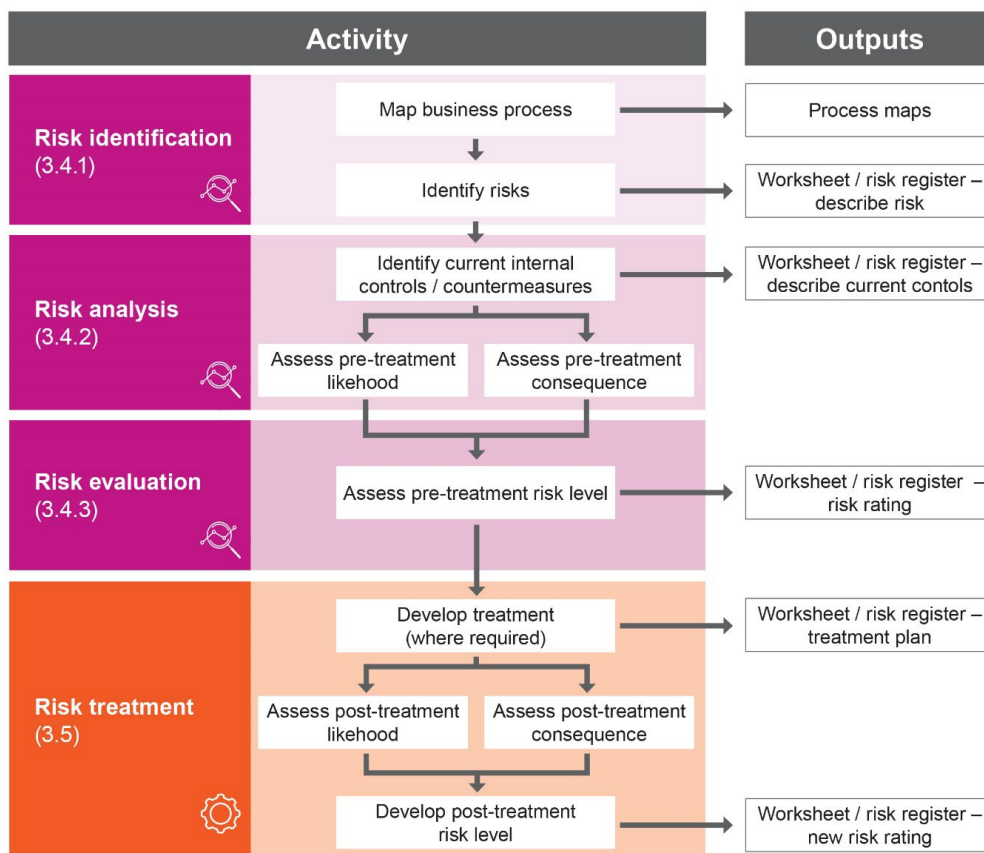 Activity
Outputs
Risk identification
(3.4.1)
Map business process
Process maps
Identify risks
Worksheet / risk register –
describe risk
Risk analysis
(3.4.2)
Identify current internal
controls / countermeasures
Worksheet / risk register –
describe current contols
Assess pre-treatment
likehood
Assess pre-treatment
consequence
Risk evaluation
(3.4.3)
Assess pre-treatment risk level
Worksheet / risk register –
risk rating
Risk treatment
(3.5)
Develop treatment
(where required)
Worksheet / risk register –
treatment plan
Assess post-treatment
likelihood
Assess post-treatment
consequence
Develop post-treatment
risk level
Worksheet / risk register –
new risk rating